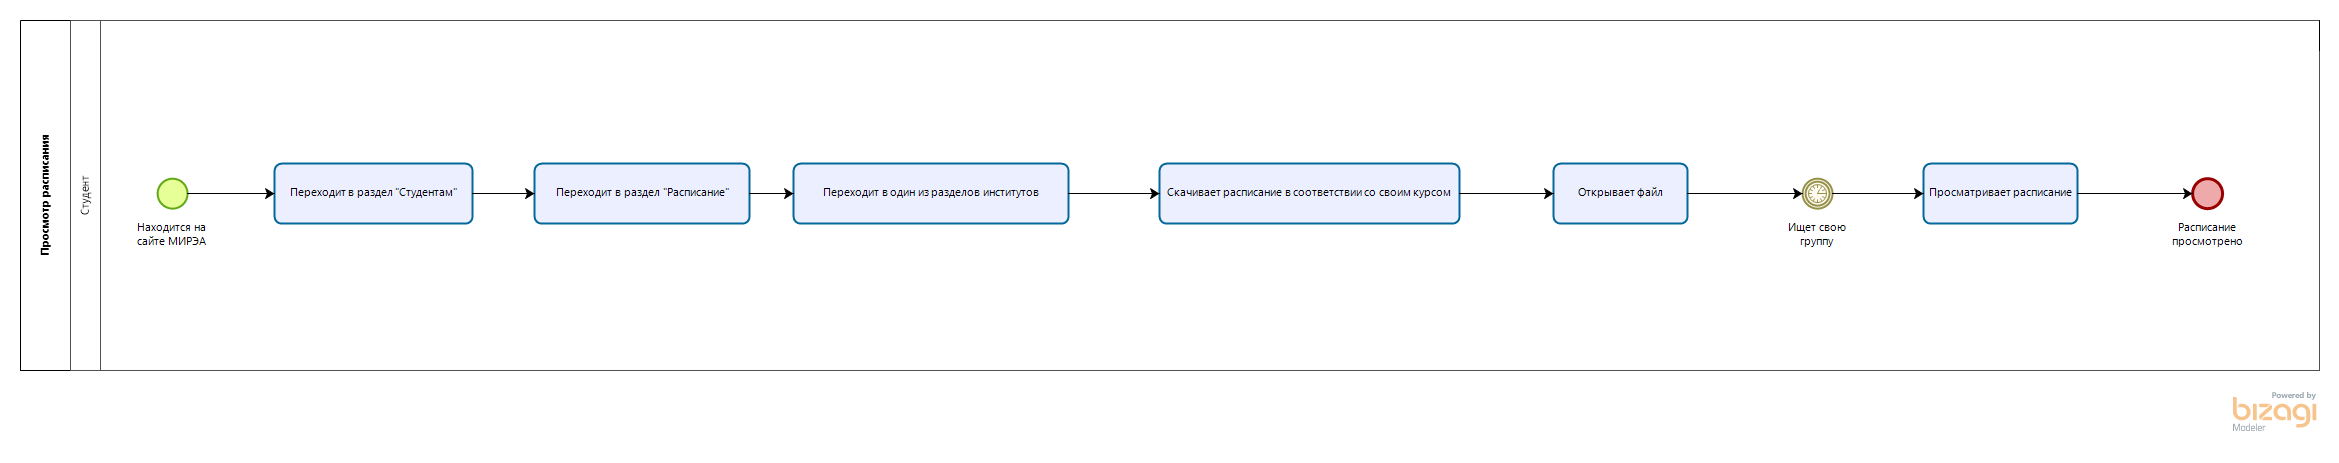 Просмотр расписания
Студент
Находится на
сайте МИРЭА
Переходит в раздел "Студентам"
Переходит в раздел "Расписание"
Переходит в один из разделов институтов
Скачивает расписание в соответствии со своим курсом
Открывает файл
Ищет свою
группу
Просматривает расписание
Расписание
просмотрено
Powered by
bizagi
Modeler